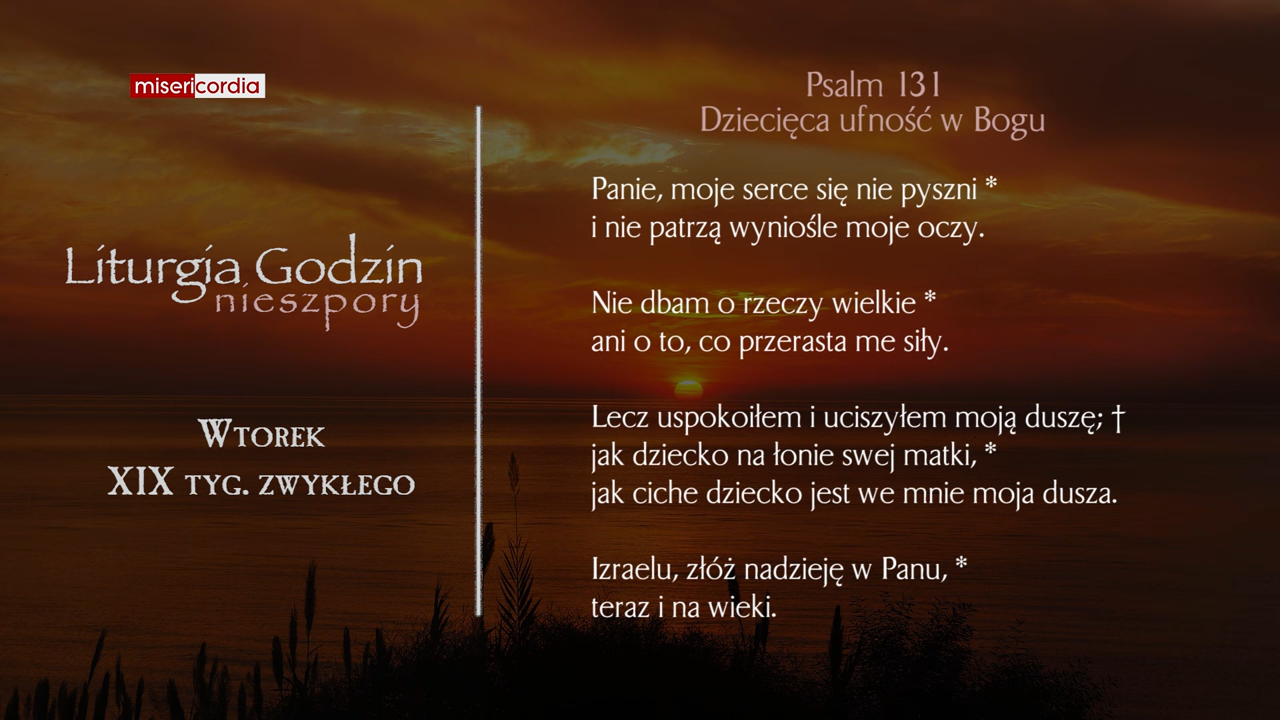 misericordia
Liturgia Godzin
nieszpory
Wtorek
XIX tyg. zwykłego
Psalm 131
Dziecięca ufność w Bogu
Panie, moje serce się nie pyszni *
i nie patrzą wyniośle moje oczy.
Nie dbam o rzeczy wielkie *
ani o to, co przerasta me siły.
Lecz uspokoiłem i uciszyłem moją duszę; †
jak dziecko na łonie swej matki, *
jak ciche dziecko jest we mnie moja dusza.
Izraelu, złóż nadzieję w Panu, *
teraz i na wieki.